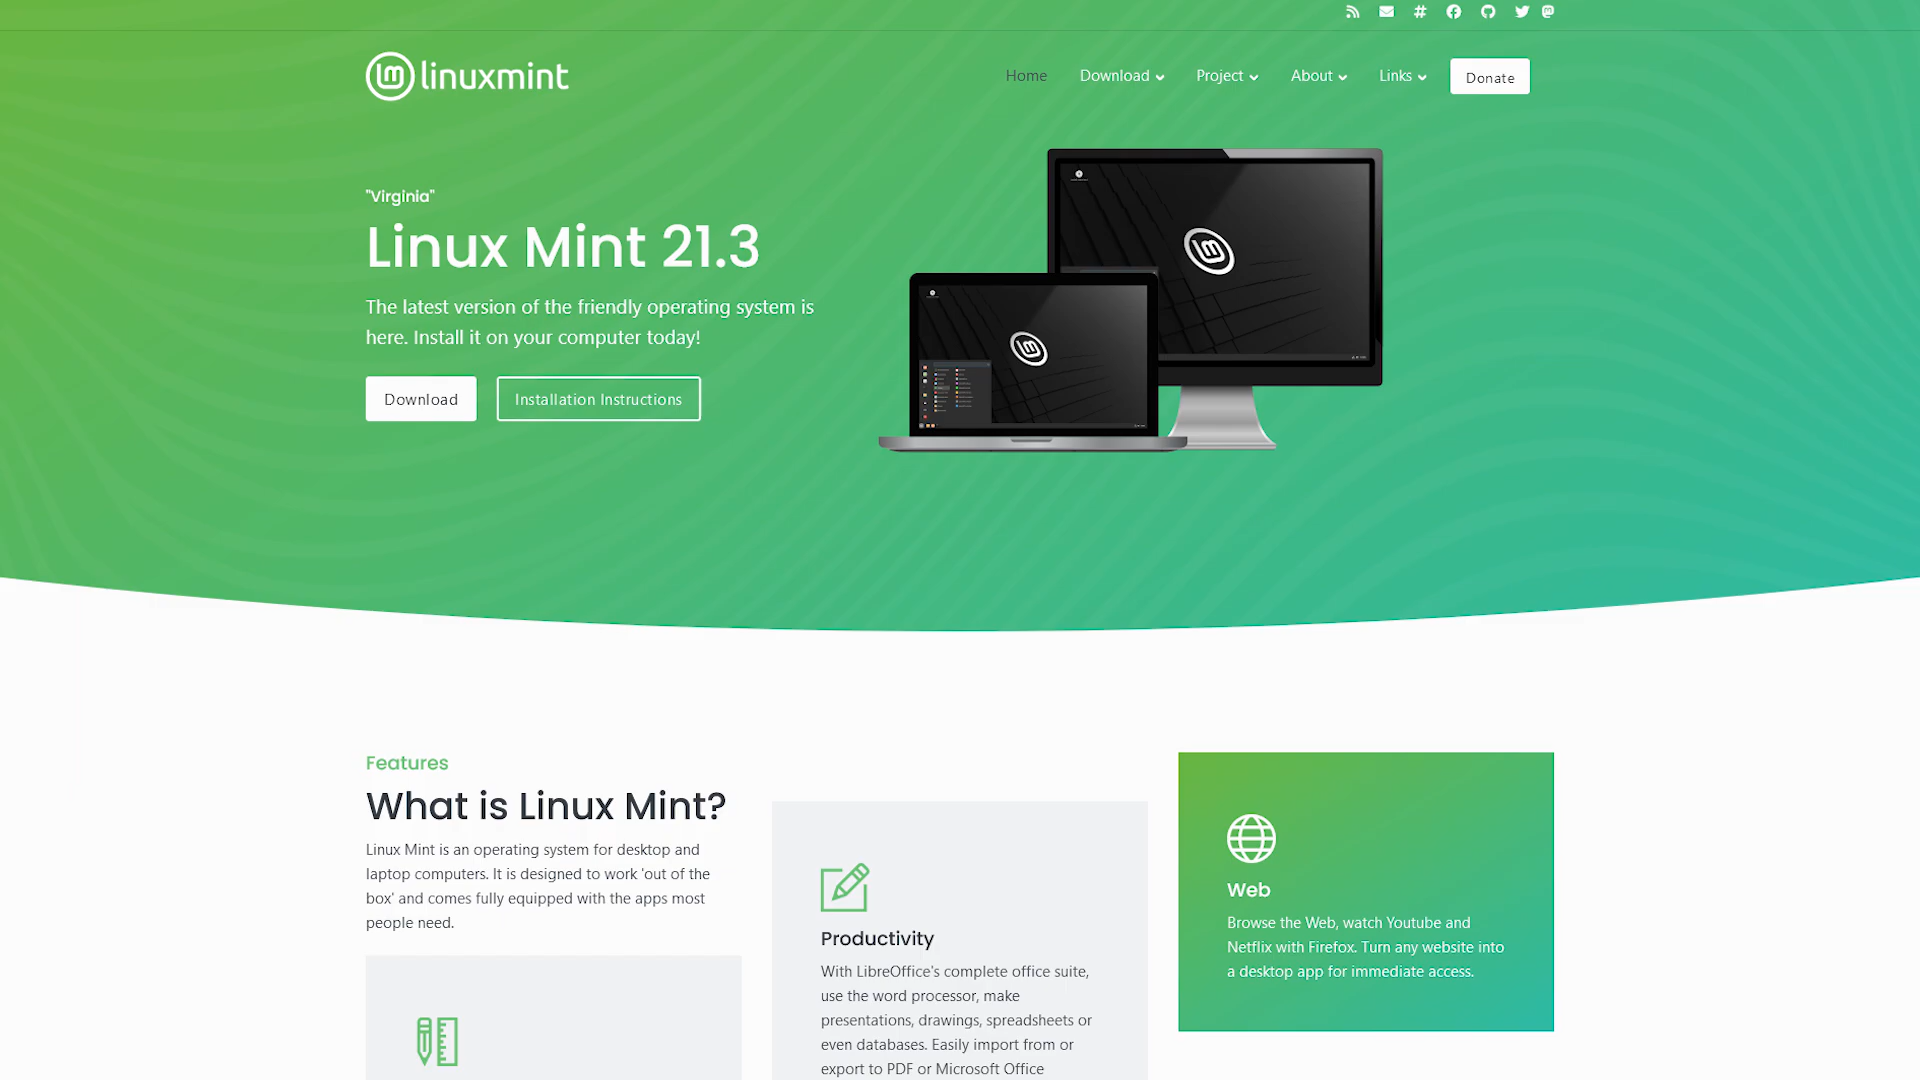 linuxmint
Home
Download
Project
About
Links
Donate
"Virginia"
Linux Mint 21.3
The latest version of the friendly operating system is
here. Install it on your computer today!
Download
Installation Instructions
Features
What is Linux Mint?
Linux Mint is an operating system for desktop and
laptop computers. It is designed to work 'out of the
box' and comes fully equipped with the apps most
people need.
Productivity
With LibreOffice's complete office suite,
use the word processor, make
presentations, drawings, spreadsheets or
even databases. Easily import from or
export to PDF or Microsoft Office
Web
Browse the Web, watch Youtube and
Netflix with Firefox. Turn any website into
a desktop app for immediate access.